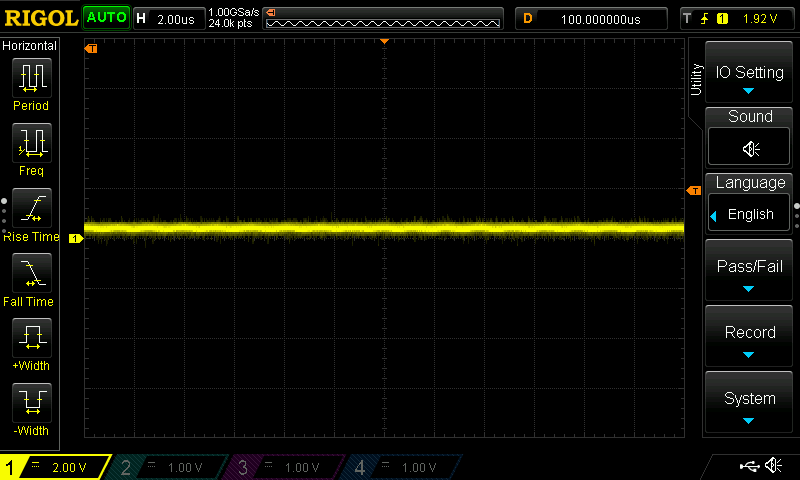 RIGOL AUTO H 2.00us 1.00GSa/s D 100.000000us T 1 1.92 V
24.0k pts
Horizontal
Period
Freq
Rise Time
Fall Time
+Width
-Width
T
T
1
Utility
IO Setting
Sound
Language
English
Pass/Fail
Record
System
1 2.00 V 2 1.00 V 3 1.00 V 4 1.00 V